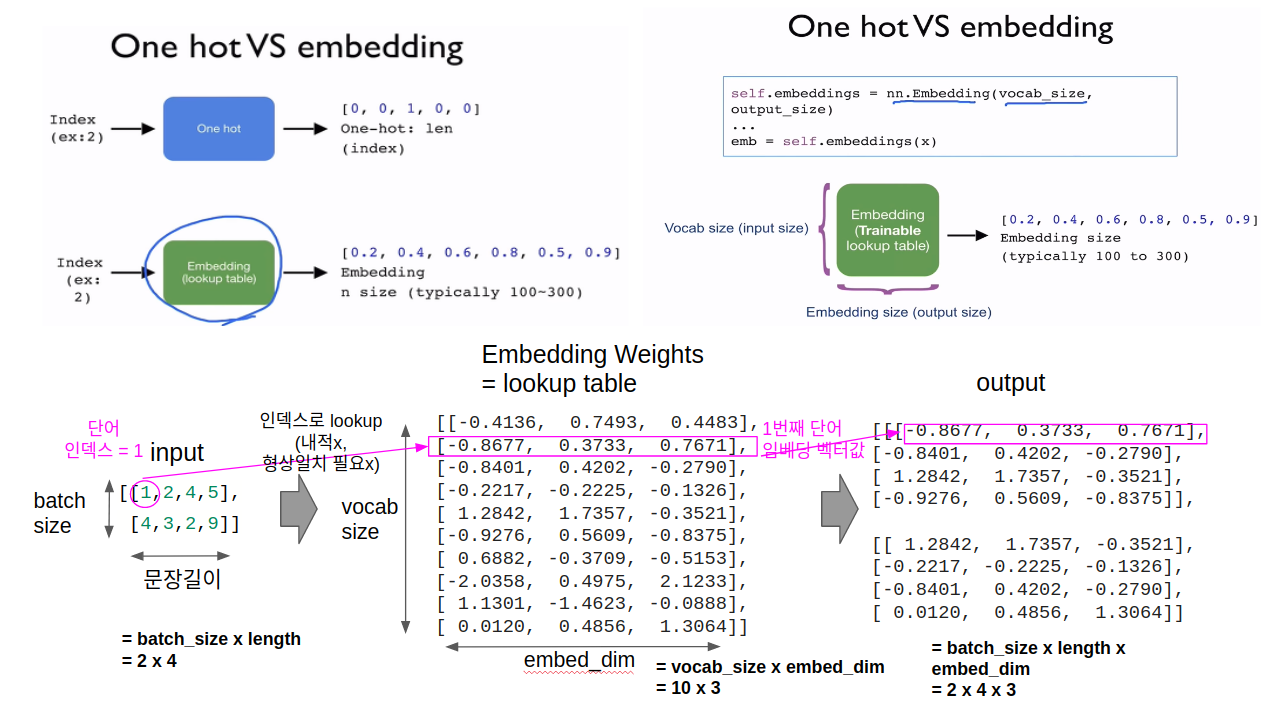 One hot VS embedding
Index
(ex:2)
One hot
[0, 0, 1, 0, 0]
One-hot: len
(index)
Index
(ex:
2)
Embedding
(lookup table)
[0.2, 0.4, 0.6, 0.8, 0.5, 0.9]
Embedding
n size (typically 100~300)
One hot VS embedding
self.embeddings = nn.Embedding(vocab_size,
output_size)
...
emb = self.embeddings(x)
Vocab size (input size)
Embedding
(Trainable
lookup table)
[0.2, 0.4, 0.6, 0.8, 0.5, 0.9]
Embedding size
(typically 100 to 300)
Embedding size (output size)
단어
인덱스 = 1
input
batch
size
[[1,2,4,5],
[4,3,2,9]]
문장길이
= batch_size x length
= 2 x 4
인덱스로 lookup
(내적x,
형상일치 필요x)
Embedding Weights
= lookup table
vocab
size
[[-0.4136, 0.7493, 0.4483],
[-0.8677, 0.3733, 0.7671],
[-0.8401, 0.4202, -0.2790],
[-0.2217, -0.2225, -0.1326],
[ 1.2842, 1.7357, -0.3521],
[-0.9276, 0.5609, -0.8375],
[ 0.6882, -0.3709, -0.5153],
[-2.0358, 0.4975, 2.1233],
[ 1.1301, -1.4623, -0.0888],
[ 0.0120, 0.4856, 1.3064]]
embed_dim
= vocab_size x embed_dim
= 10 x 3
1번째 단어
임베당 벡터값
output
[[[-0.8677, 0.3733, 0.7671],
[-0.8401, 0.4202, -0.2790],
[ 1.2842, 1.7357, -0.3521],
[-0.9276, 0.5609, -0.8375]],
[[ 1.2842, 1.7357, -0.3521],
[-0.2217, -0.2225, -0.1326],
[-0.8401, 0.4202, -0.2790],
[ 0.0120, 0.4856, 1.3064]]
= batch_size x length x
embed_dim
= 2 x 4 x 3